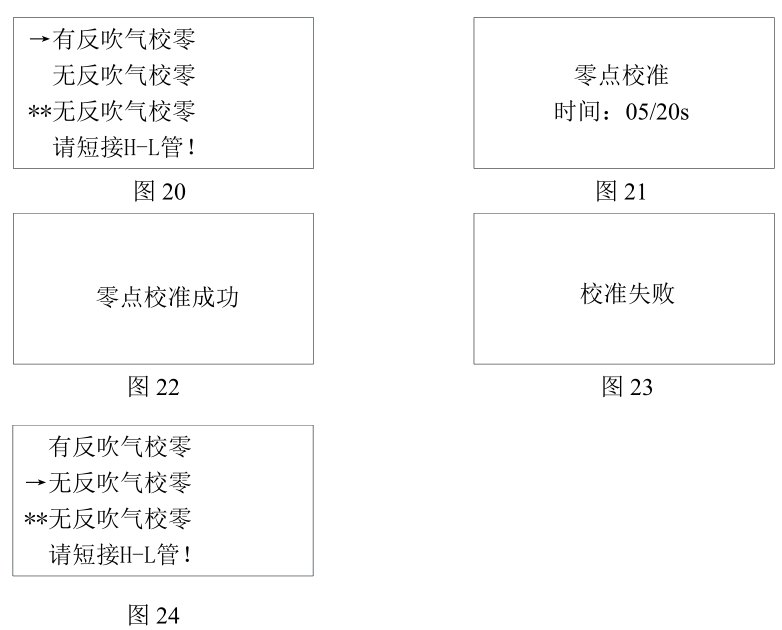 →有反吹气校零
无反吹气校零
**无反吹气校零
请短接H-L管！
图 20
零点校准
时间：05/20s
图 21
零点校准成功
图 22
校准失败
图 23
有反吹气校零
→无反吹气校零
**无反吹气校零
请短接H-L管！
图 24